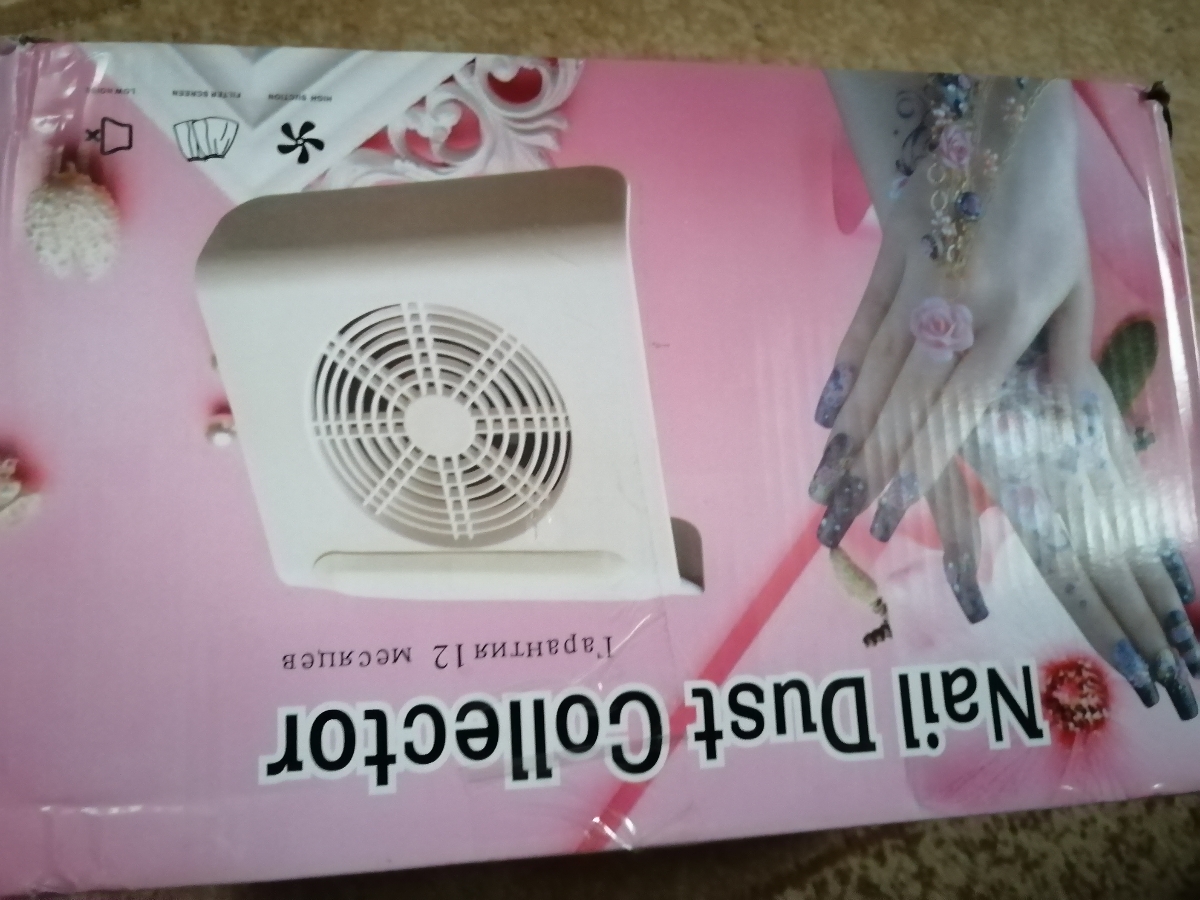 Nail Dust Collector
Гарантия 12 месяцев
HIGH SUCTION
FILTER SCREEN
LOW NOISE